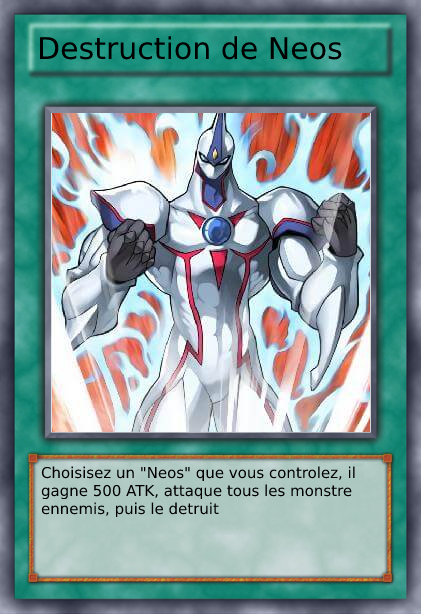 Destruction de Neos
Choisisez un "Neos" que vous controlez, il
gagne 500 ATK, attaque tous les monstre
ennemis, puis le detruit